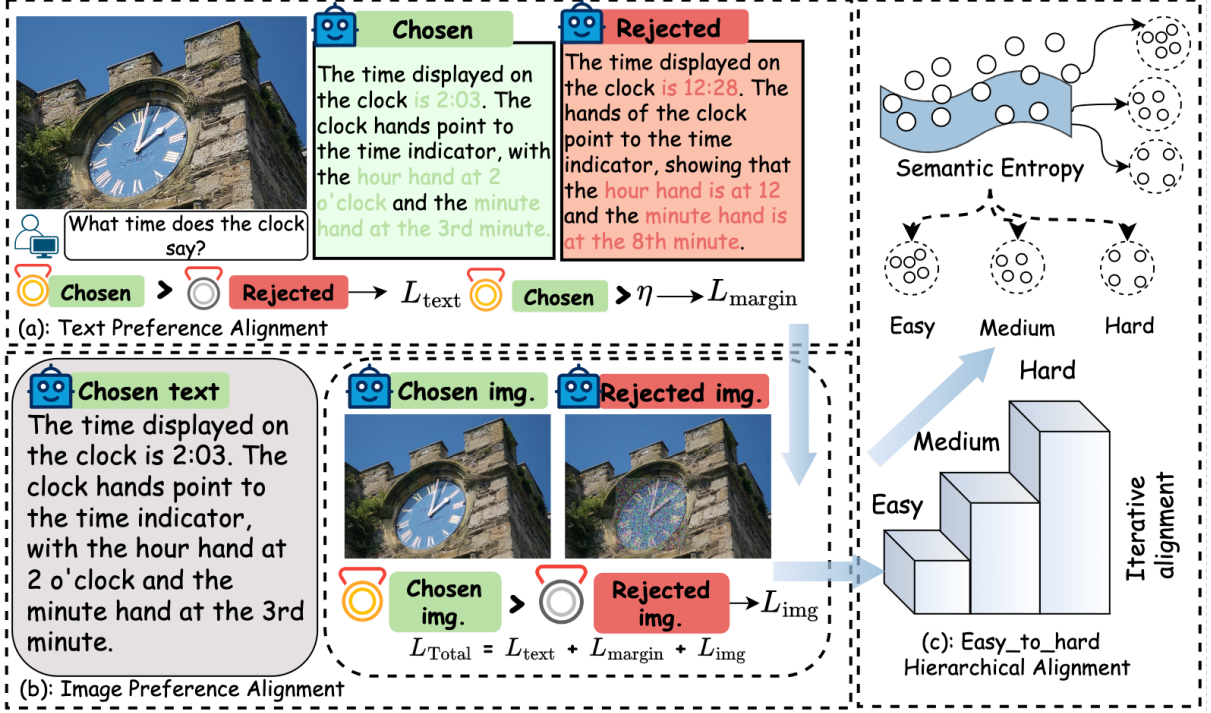 Chosen
The time displayed on
the clock is 2:03. The
clock hands point to
the time indicator, with
the hour hand at 2
o'clock and the minute
hand at the 3rd minute.
Rejected
The time displayed on
the clock is 12:28. The
hands of the clock
point to the time
indicator, showing that
the hour hand is at 12
and the minute hand is
at the 8th minute.
What time does the clock
say?
Chosen > Rejected → L_text Chosen > η → L_margin
(a): Text Preference Alignment
Chosen text
The time displayed on
the clock is 2:03. The
clock hands point to
the time indicator,
with the hour hand at
2 o'clock and the
minute hand at the 3rd
minute.
Chosen img.
Rejected img.
Chosen
img.
>
Rejected
img.
→ L_img
L_Total = L_text + L_margin + L_img
(b): Image Preference Alignment
Semantic Entropy
Easy
Medium
Hard
Hard
Medium
Easy
Iterative
alignment
(c): Easy_to_hard
Hierarchical Alignment